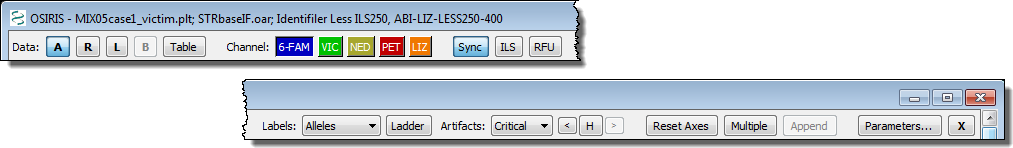 OSIRIS - MIX05case1_victim.plt; STRbaseIF.oar; Identifiler Less ILS250, ABI-LIZ-LESS250-400
Data: A R L B Table Channel: 6-FAM VIC NED PET LIZ Sync ILS RFU
Labels: Alleles Ladder Artifacts: Critical < H > Reset Axes Multiple Append Parameters... X